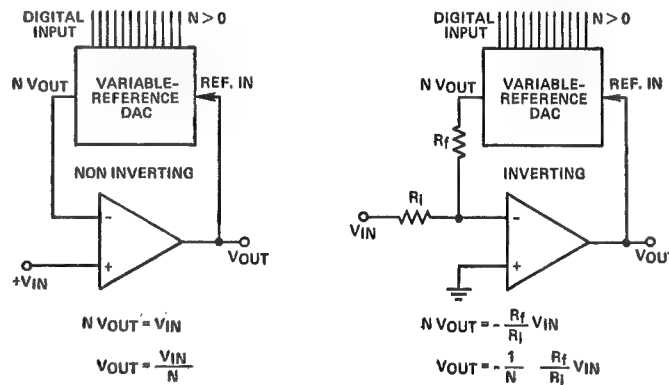 DIGITAL INPUT N > 0
N VOUT
VARIABLE-REFERENCE DAC
REF. IN
NON INVERTING
-
+
+VIN
VOUT
N VOUT = VIN
VOUT = VIN / N
DIGITAL INPUT N > 0
N VOUT
VARIABLE-REFERENCE DAC
REF. IN
Rf
INVERTING
Ri
VIN
-
+
VOUT
N VOUT = - Rf / Ri VIN
VOUT = - 1 / N Rf / Ri VIN